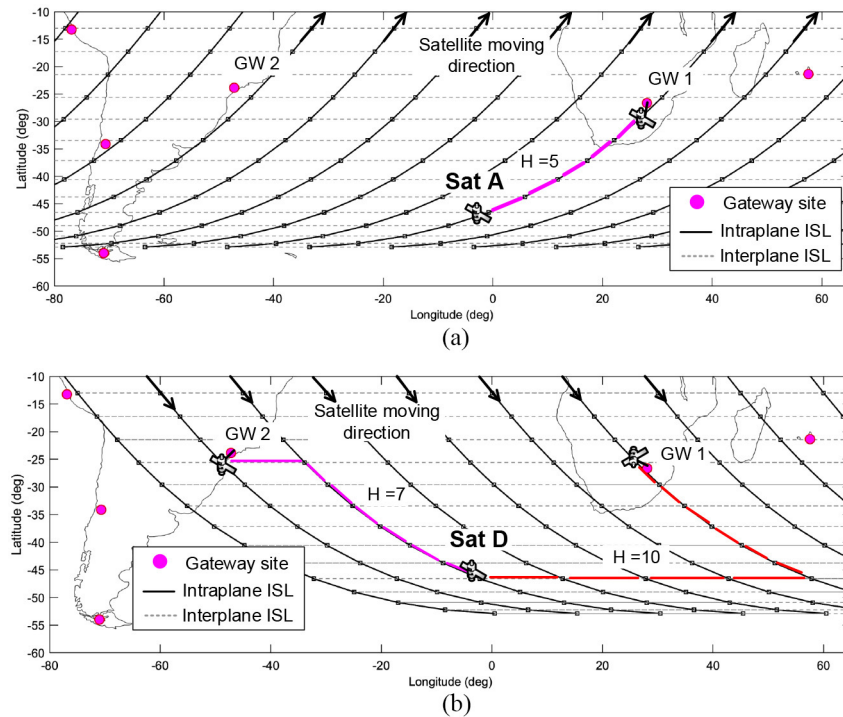 -10
-15
-20
-25
-30
-35
-40
-45
-50
-55
-60
Latitude (deg)
GW 2
Satellite moving
direction
GW 1
H =5
Sat A
Gateway site
Intraplane ISL
Interplane ISL
-80
-60
-40
-20
0
20
40
60
Longitude (deg)
(a)
-10
-15
-20
-25
-30
-35
-40
-45
-50
-55
-60
Latitude (deg)
Satellite moving
direction
GW 2
GW 1
H =7
Sat D
H =10
Gateway site
Intraplane ISL
Interplane ISL
-80
-60
-40
-20
0
20
40
60
Longitude (deg)
(b)